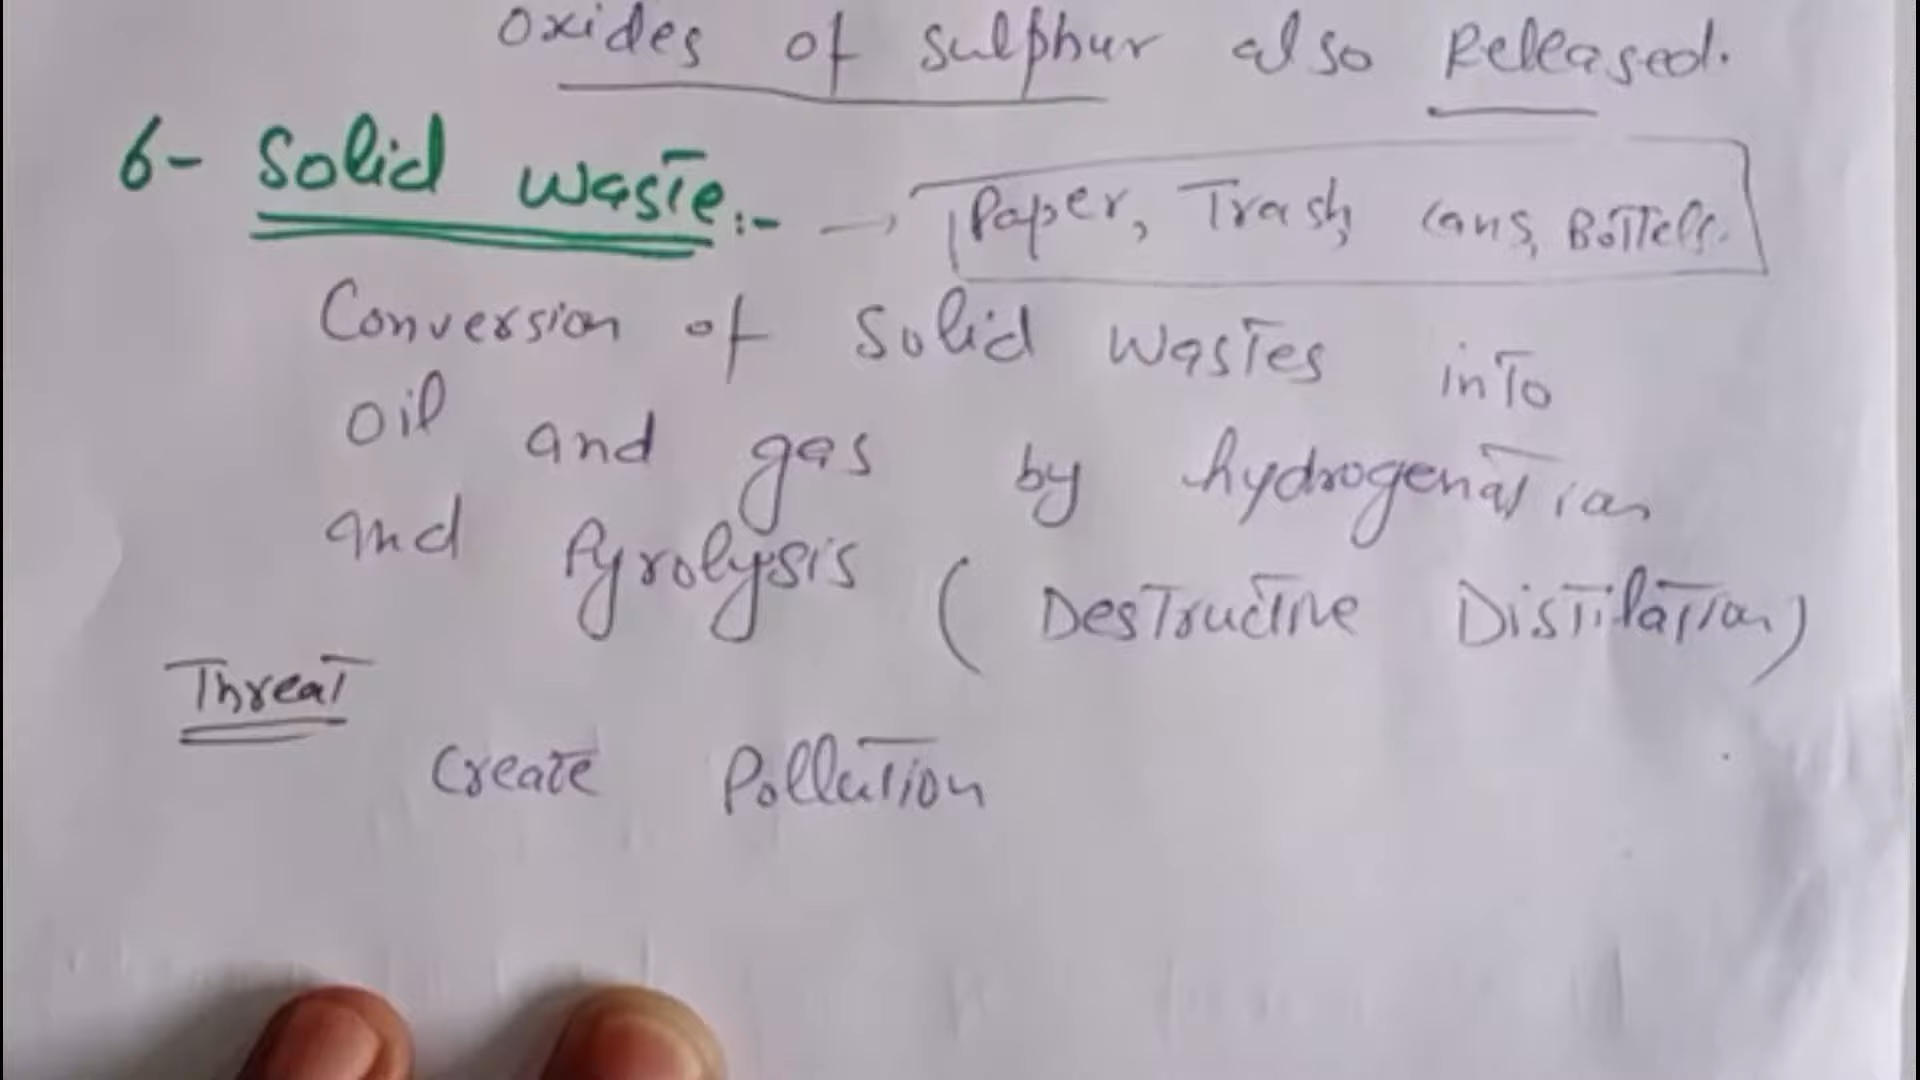 oxides of sulphur also Released.
6- Solid waste:- → Paper, Trash, cans, Bottels.
Conversion of Solid wastes into
oil and gas by hydrogenation
and Pyrolysis (Destructive Distilation)
Threat
Create Pollution